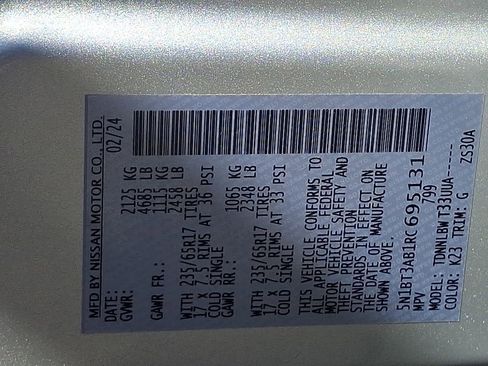 MFD BY NISSAN MOTOR CO., LTD.
DATE: 02/24
GVWR: 2125 KG
4685 LB
GAWR FR.: 1115 KG
2458 LB
WITH 235/65R17
17 X 7.5 RIMS AT 36 PSI
COLD SINGLE
GAWR RR.: 1065 KG
2348 LB
WITH 235/65R17
17 X 7.5 RIMS AT 33 PSI
COLD SINGLE
THIS VEHICLE CONFORMS TO ALL APPLICABLE U.S. FEDERAL
MOTOR VEHICLE SAFETY AND
THEFT PREVENTION
STANDARDS IN EFFECT ON
THE DATE OF MANUFACTURE
SHOWN ABOVE.
5N1BT3AB1RC695131
MPV 799
MODEL: TDNNLBW T33UUA------
COLOR: K23 TRIM: G ZS30A